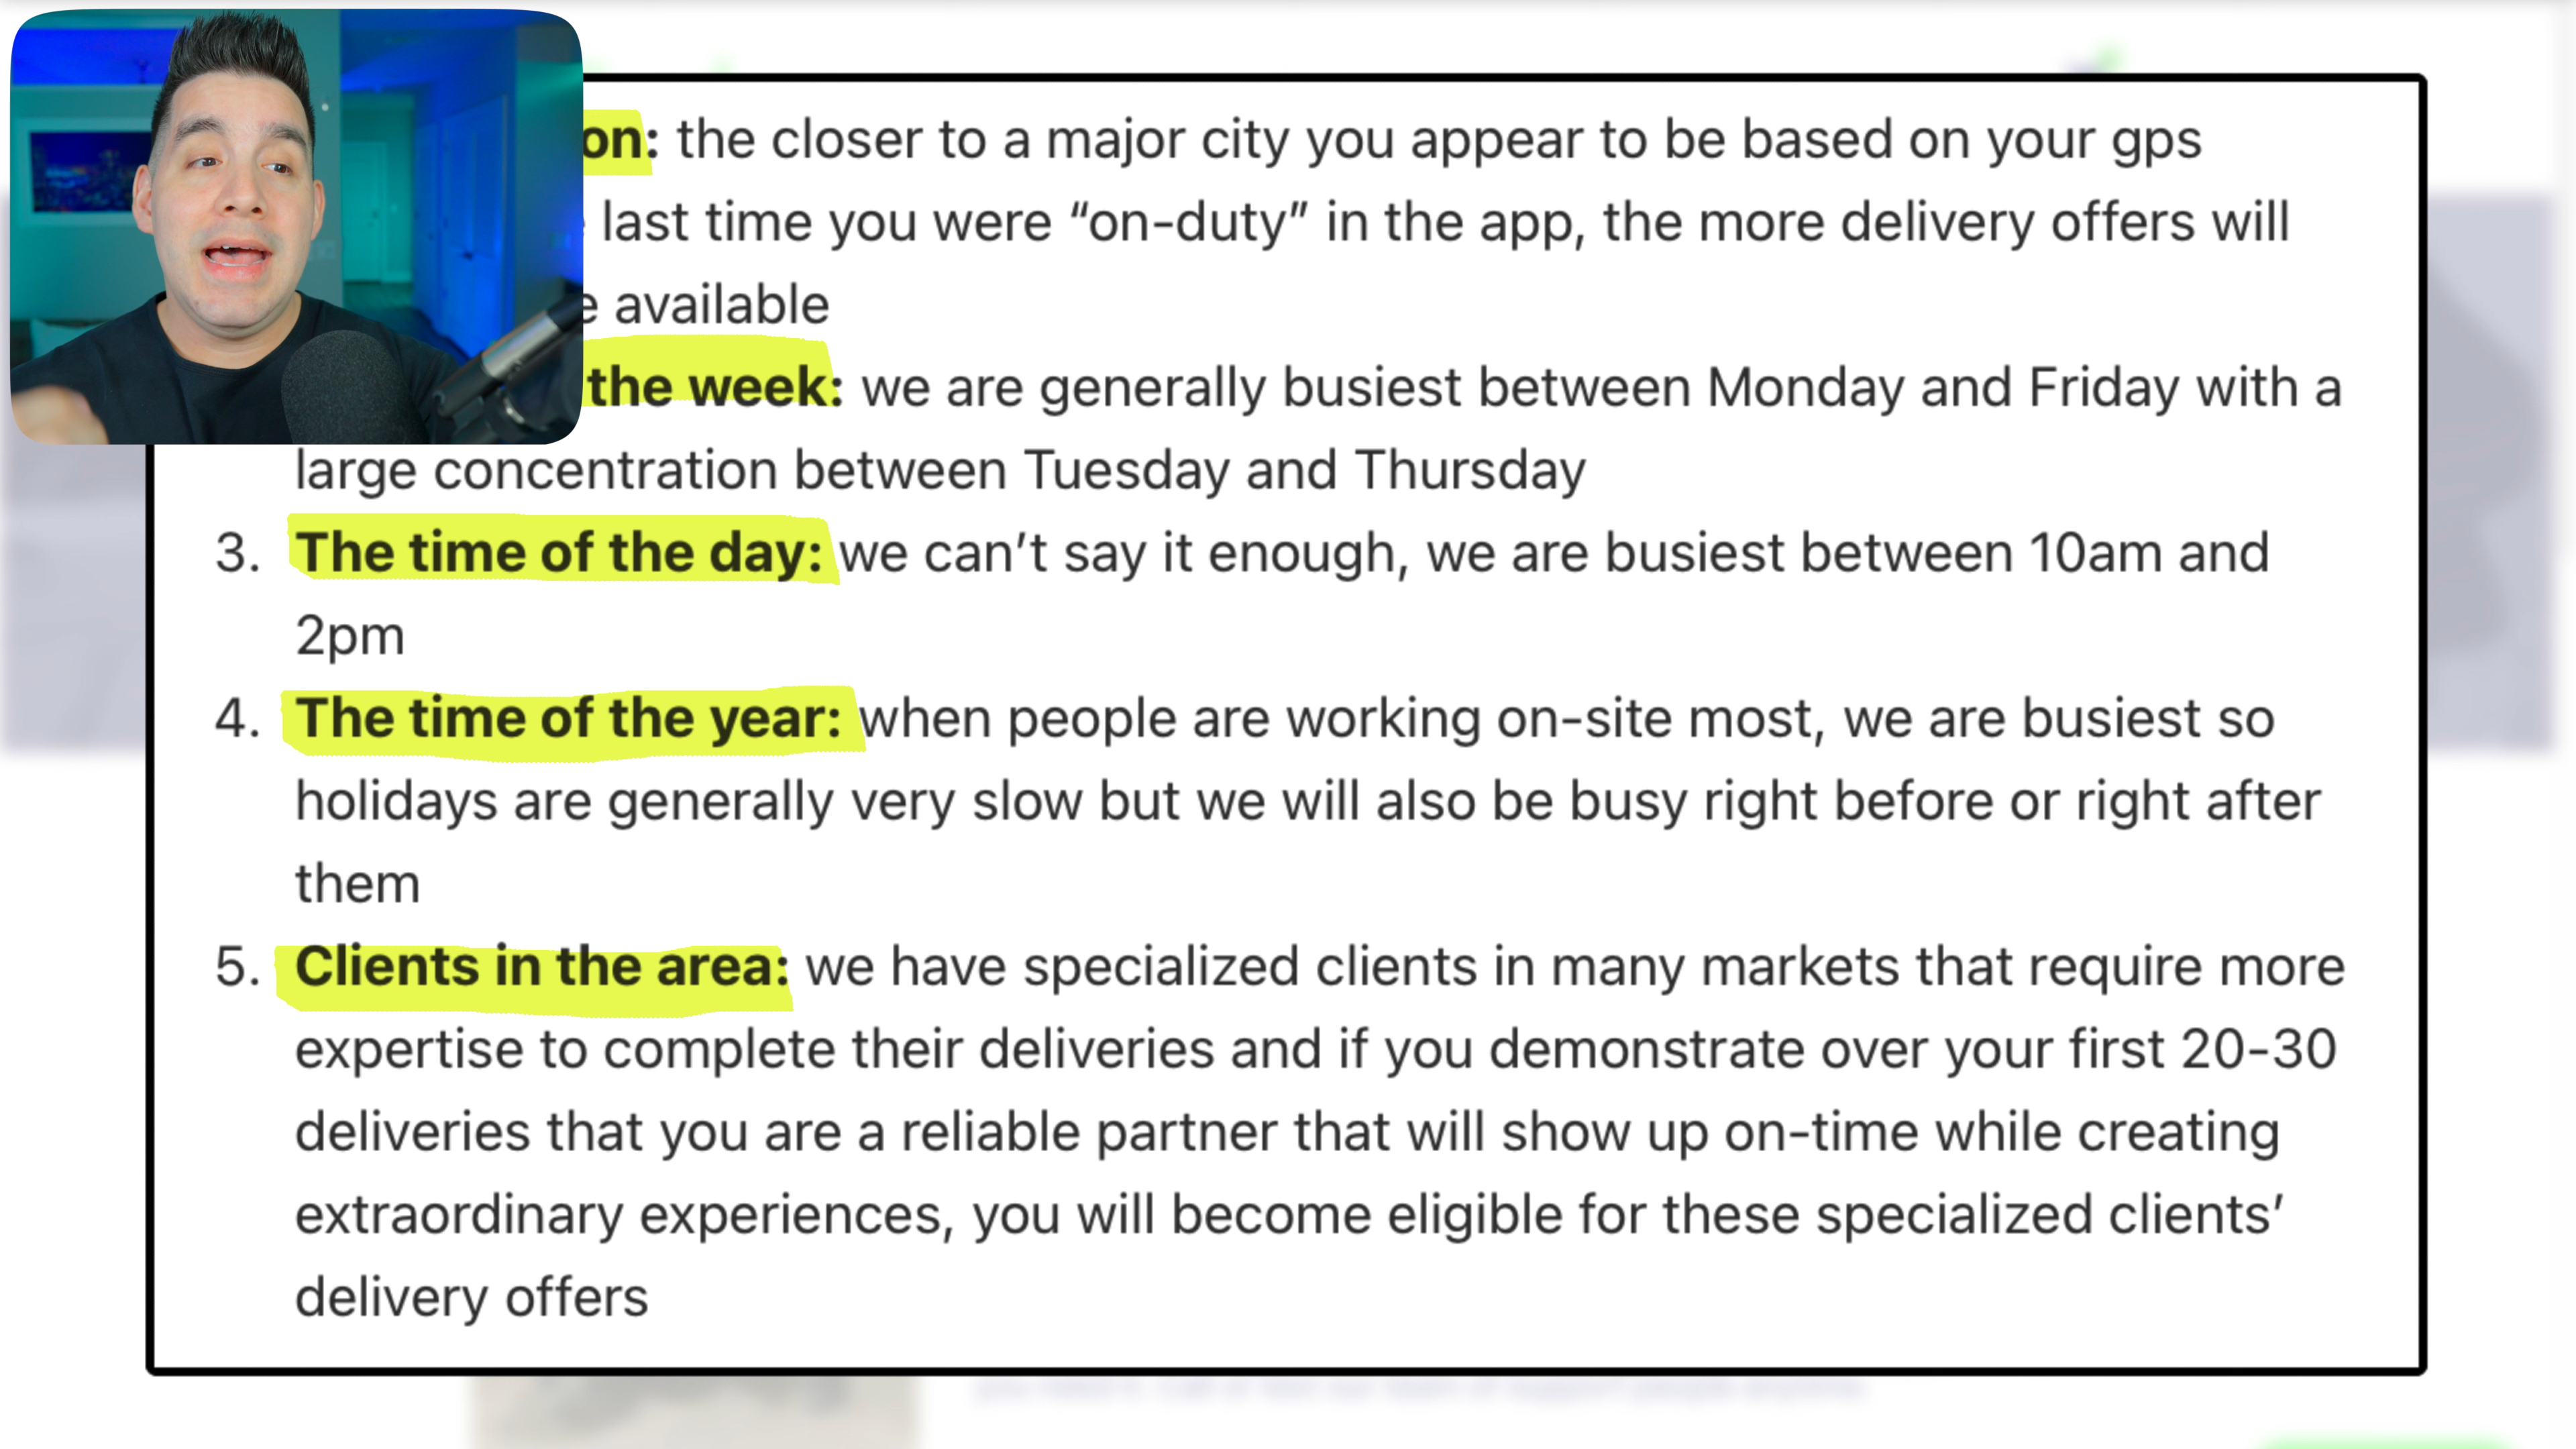 on: the closer to a major city you appear to be based on your gps
last time you were “on-duty” in the app, the more delivery offers will
e available
the week: we are generally busiest between Monday and Friday with a
large concentration between Tuesday and Thursday
3. The time of the day: we can’t say it enough, we are busiest between 10am and
2pm
4. The time of the year: when people are working on-site most, we are busiest so
holidays are generally very slow but we will also be busy right before or right after
them
5. Clients in the area: we have specialized clients in many markets that require more
expertise to complete their deliveries and if you demonstrate over your first 20-30
deliveries that you are a reliable partner that will show up on-time while creating
extraordinary experiences, you will become eligible for these specialized clients’
delivery offers